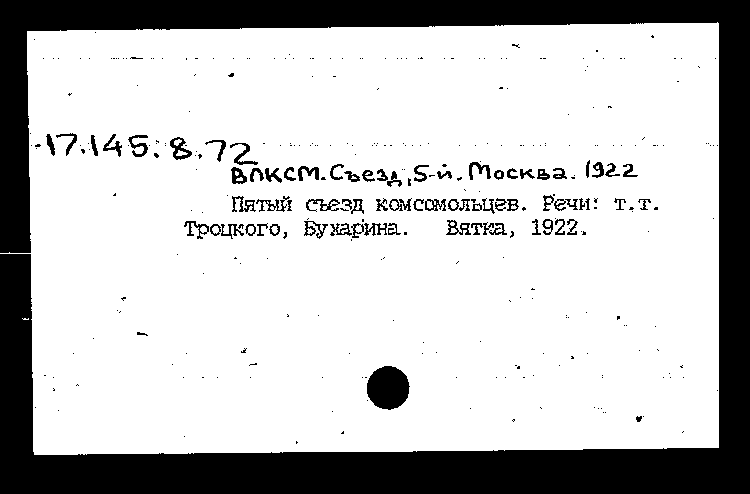 17.145.8.72
ВЛКСМ. Съезд, 5-й. Москва. 1922
Пятый съезд комсомольцев. Речи: т.т.
Троцкого, Бухарина. Вятка, 1922.